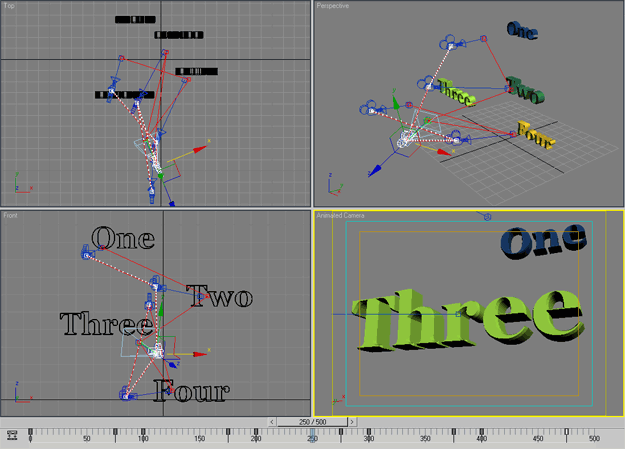 Top
Perspective
One
Three
Two
Four
Front
One
Two
Three
Four
Animated Camera
One
Three
< 250 / 500 >
0 50 100 150 200 250 300 350 400 450 500